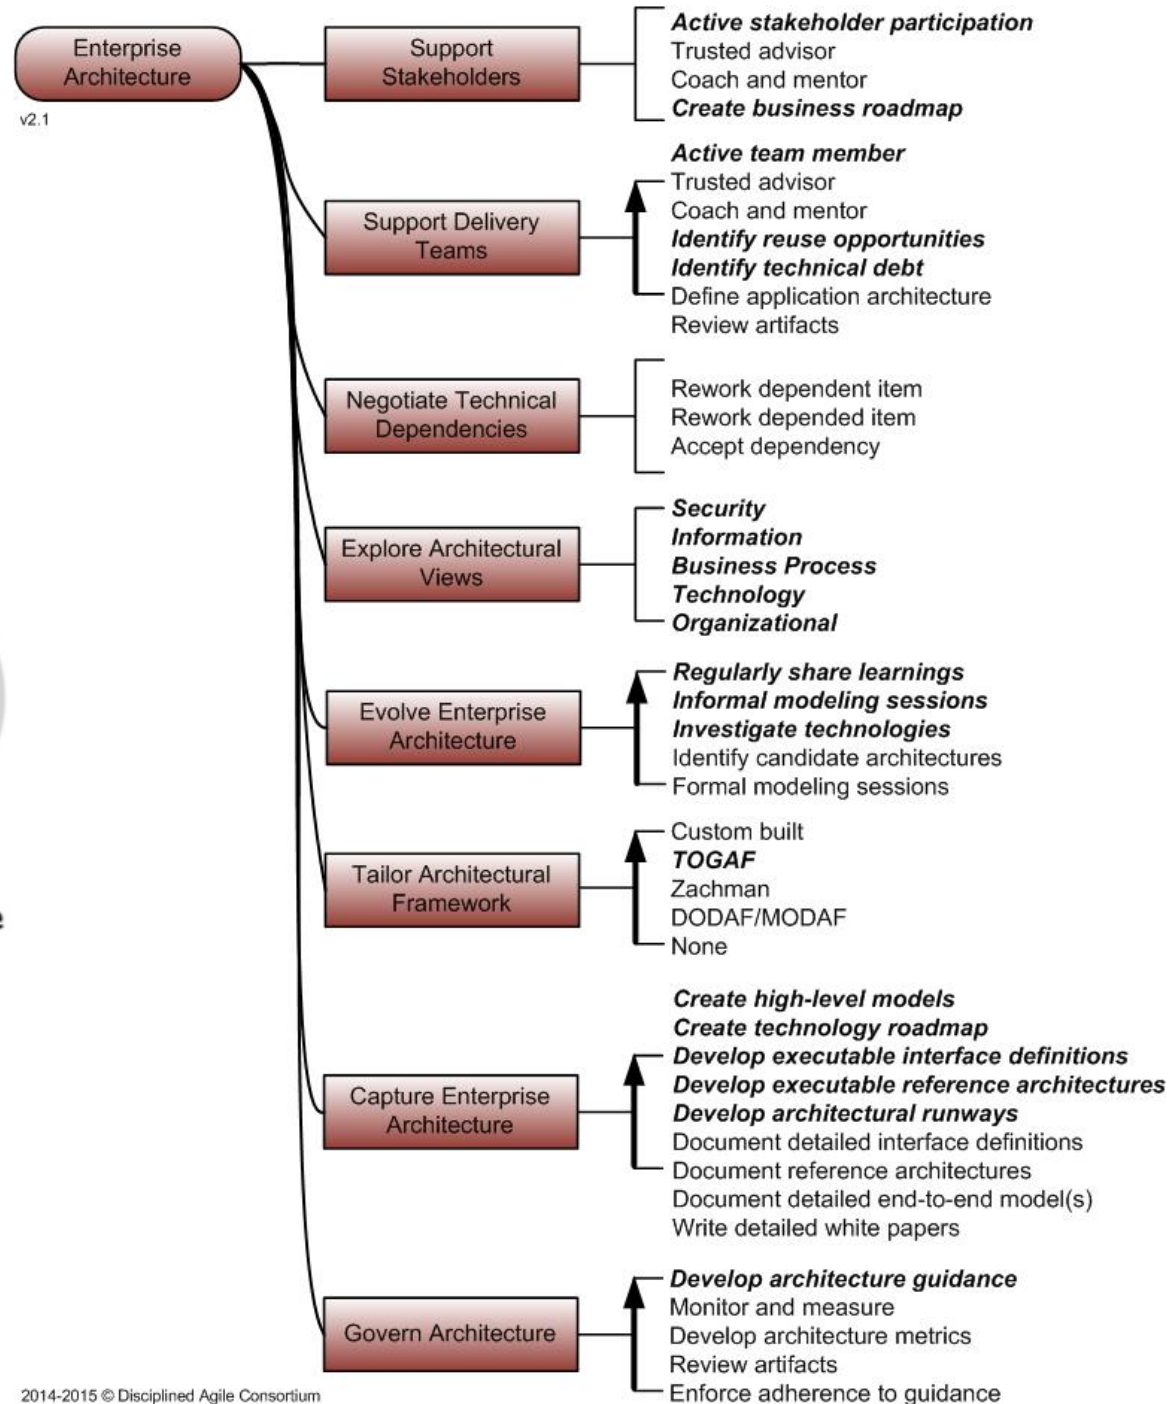 Enterprise
Architecture
v2.1
Support
Stakeholders
Active stakeholder participation
Trusted advisor
Coach and mentor
Create business roadmap
Support Delivery
Teams
Active team member
Trusted advisor
Coach and mentor
Identify reuse opportunities
Identify technical debt
Define application architecture
Review artifacts
Negotiate Technical
Dependencies
Rework dependent item
Rework depended item
Accept dependency
Explore Architectural
Views
Security
Information
Business Process
Technology
Organizational
Evolve Enterprise
Architecture
Regularly share learnings
Informal modeling sessions
Investigate technologies
Identify candidate architectures
Formal modeling sessions
Tailor Architectural
Framework
Custom built
TOGAF
Zachman
DODAF/MODAF
None
Capture Enterprise
Architecture
Create high-level models
Create technology roadmap
Develop executable interface definitions
Develop executable reference architectures
Develop architectural runways
Document detailed interface definitions
Document reference architectures
Document detailed end-to-end model(s)
Write detailed white papers
Govern Architecture
Develop architecture guidance
Monitor and measure
Develop architecture metrics
Review artifacts
Enforce adherence to guidance
2014-2015 © Disciplined Agile Consortium